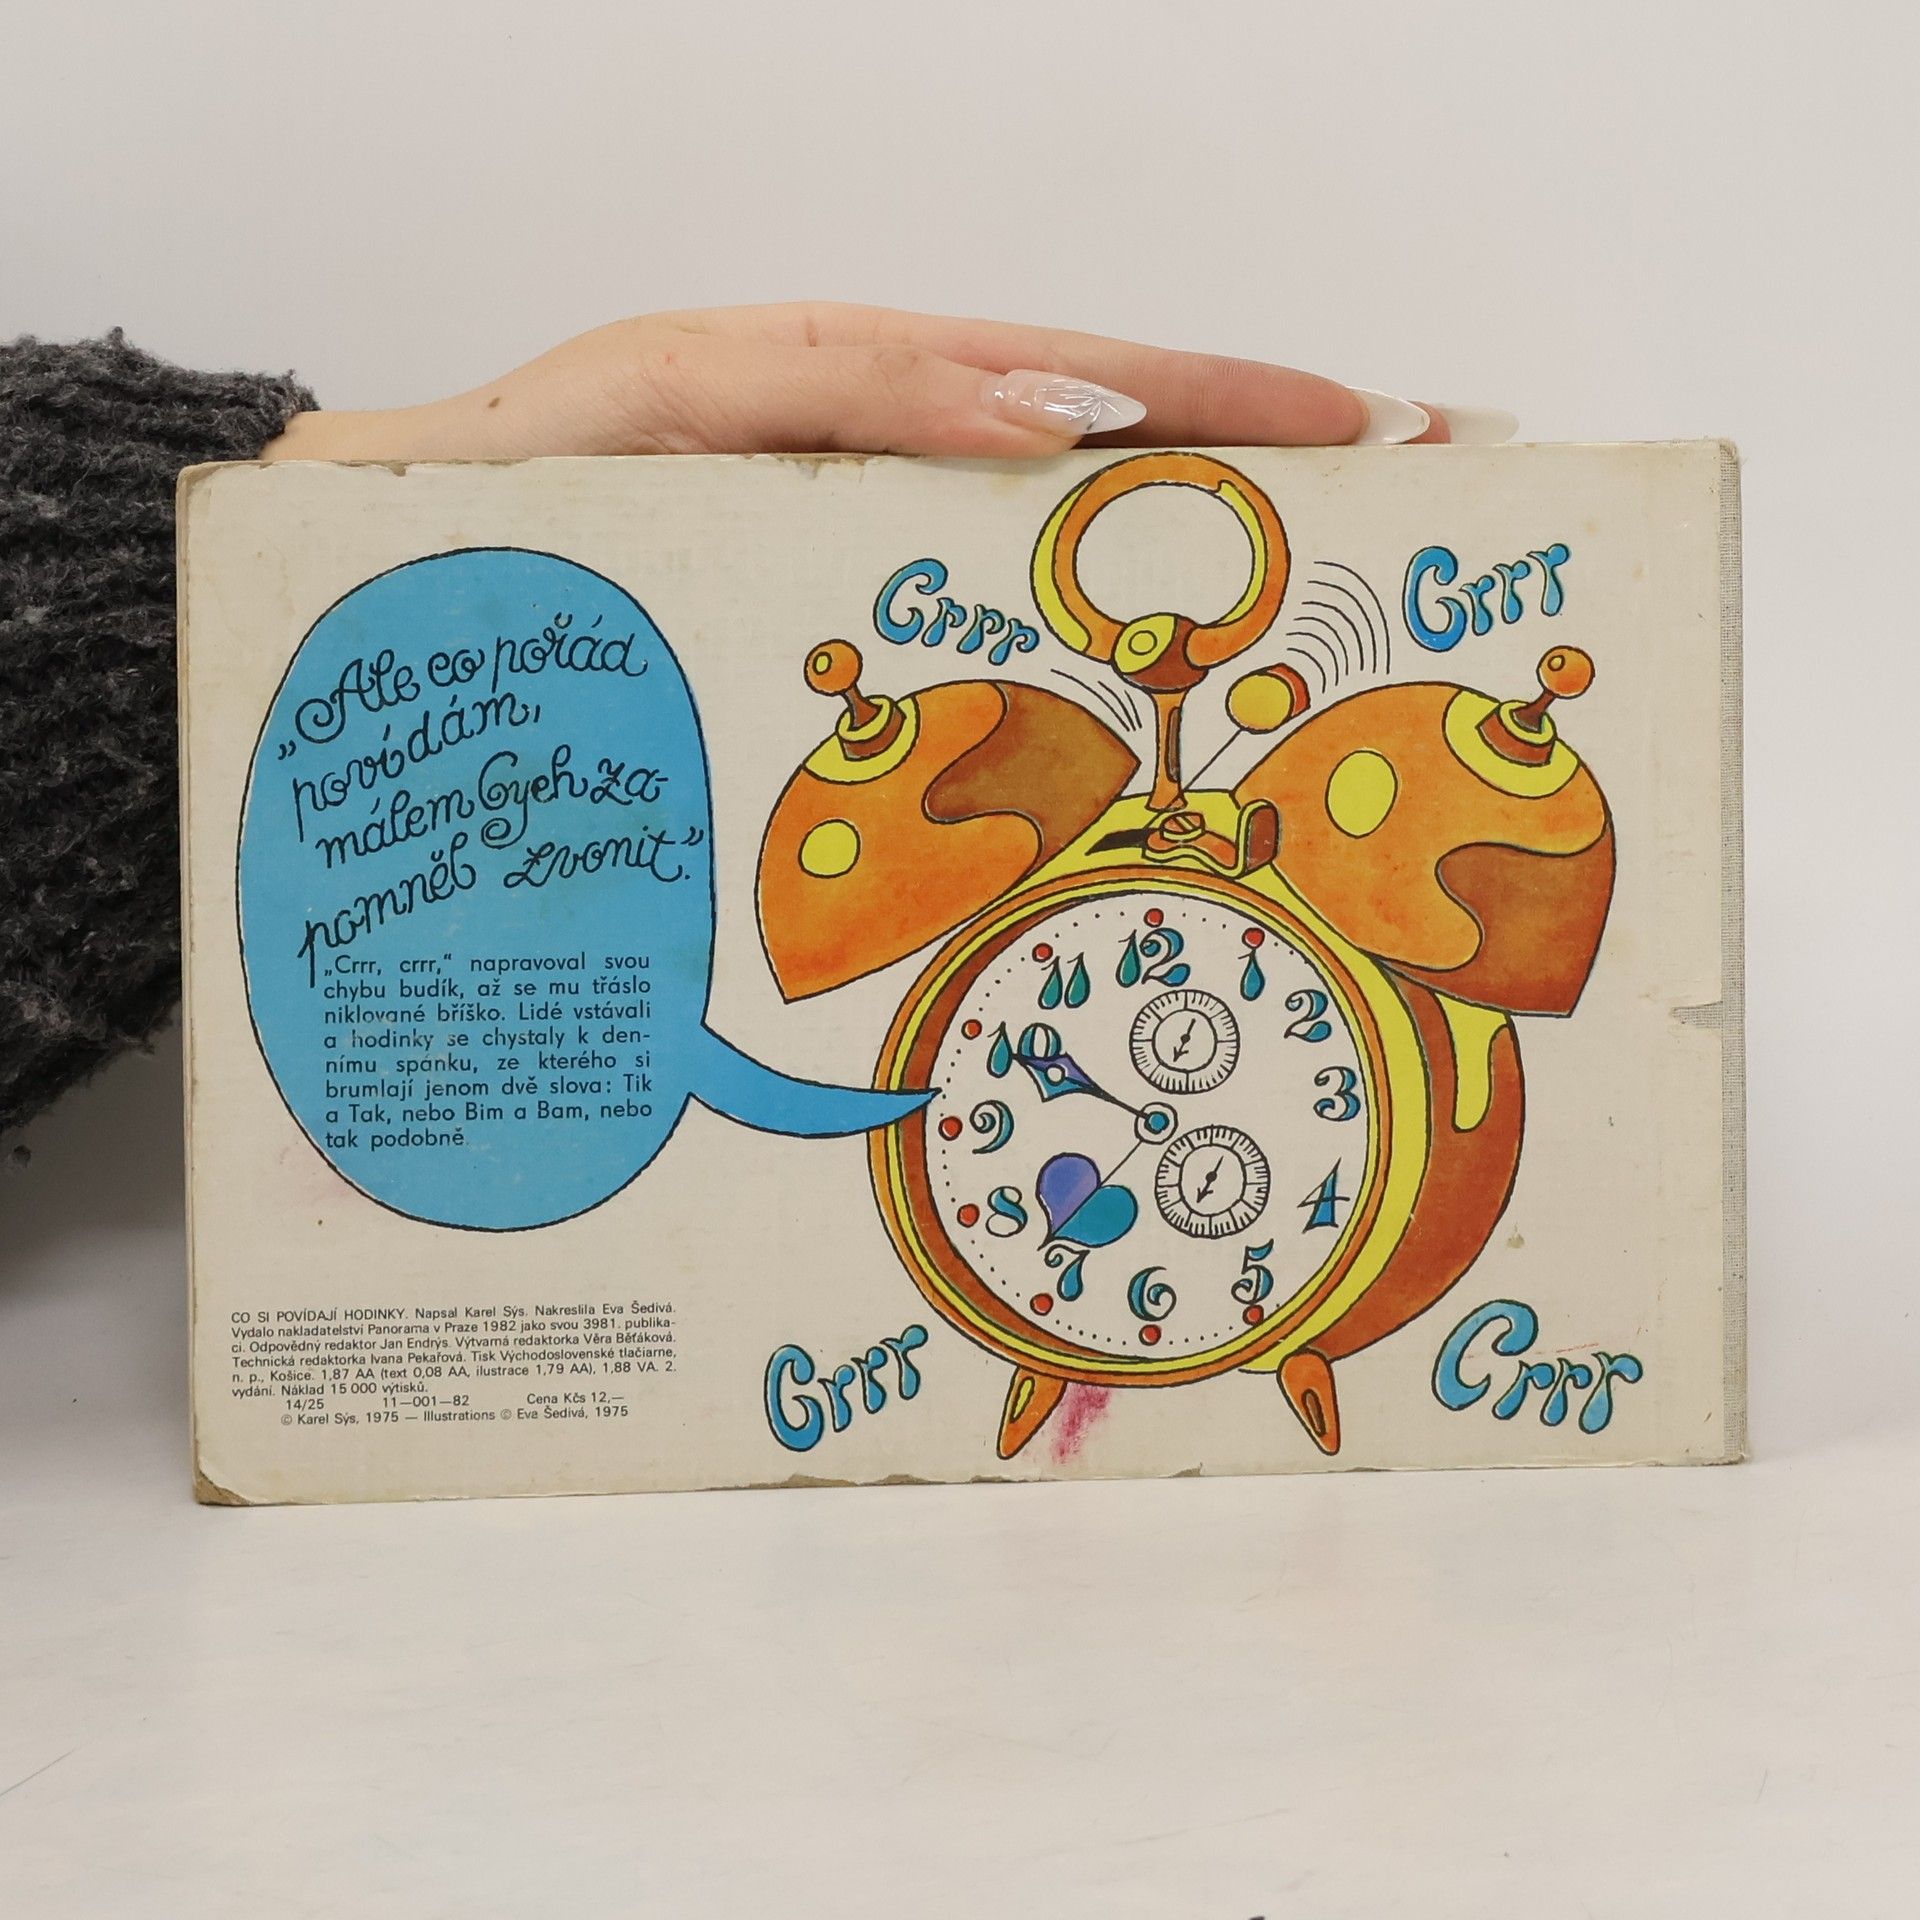 „Ale co pořád
povídám,
málem bych za-
pomněl zvonit.”
„Crrr, crrr,“ napravoval svou
chybu budík, až se mu třáslo
niklované bříško. Lidé vstávali
a hodinky se chystaly k den-
nímu spánku, ze kterého si
brumlají jenom dvě slova: Tik
a Tak, nebo Bim a Bam, nebo
tak podobně.
Crrr
Crrr
12
1
2
3
4
5
6
7
8
9
10
11
Crrr
Crrr
CO SI POVÍDAJÍ HODINKY. Napsal Karel Sýs. Nakreslila Eva Šedivá.
Vydalo nakladatelství Panorama v Praze 1982 jako svou 3981. publika-
ci. Odpovědný redaktor Jan Endrýs. Výtvarná redaktorka Věra Běťáková.
Technická redaktorka Ivana Pekařová. Tisk Východoslovenské tlačiarne,
n. p., Košice. 1,87 AA (text 0,08 AA, ilustrace 1,79 AA), 1,88 VA. 2.
vydání. Náklad 15 000 výtisků.
14/25 11—001—82 Cena Kčs 12,—
© Karel Sýs, 1975 — Illustrations © Eva Šedivá, 1975